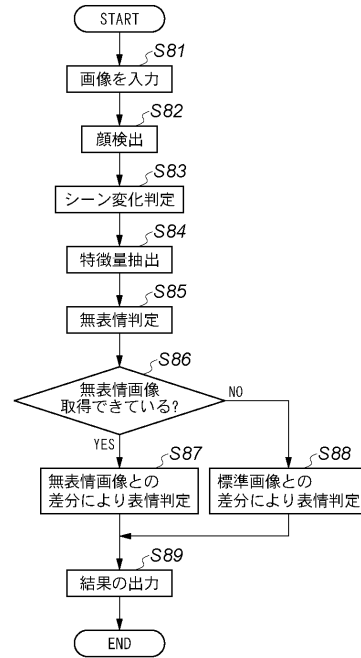 START
S81
画像を入力
S82
顔検出
S83
シーン変化判定
S84
特徴量抽出
S85
無表情判定
S86
無表情画像
取得できている?
NO
YES
S87
無表情画像との
差分により表情判定
S88
標準画像との
差分により表情判定
S89
結果の出力
END